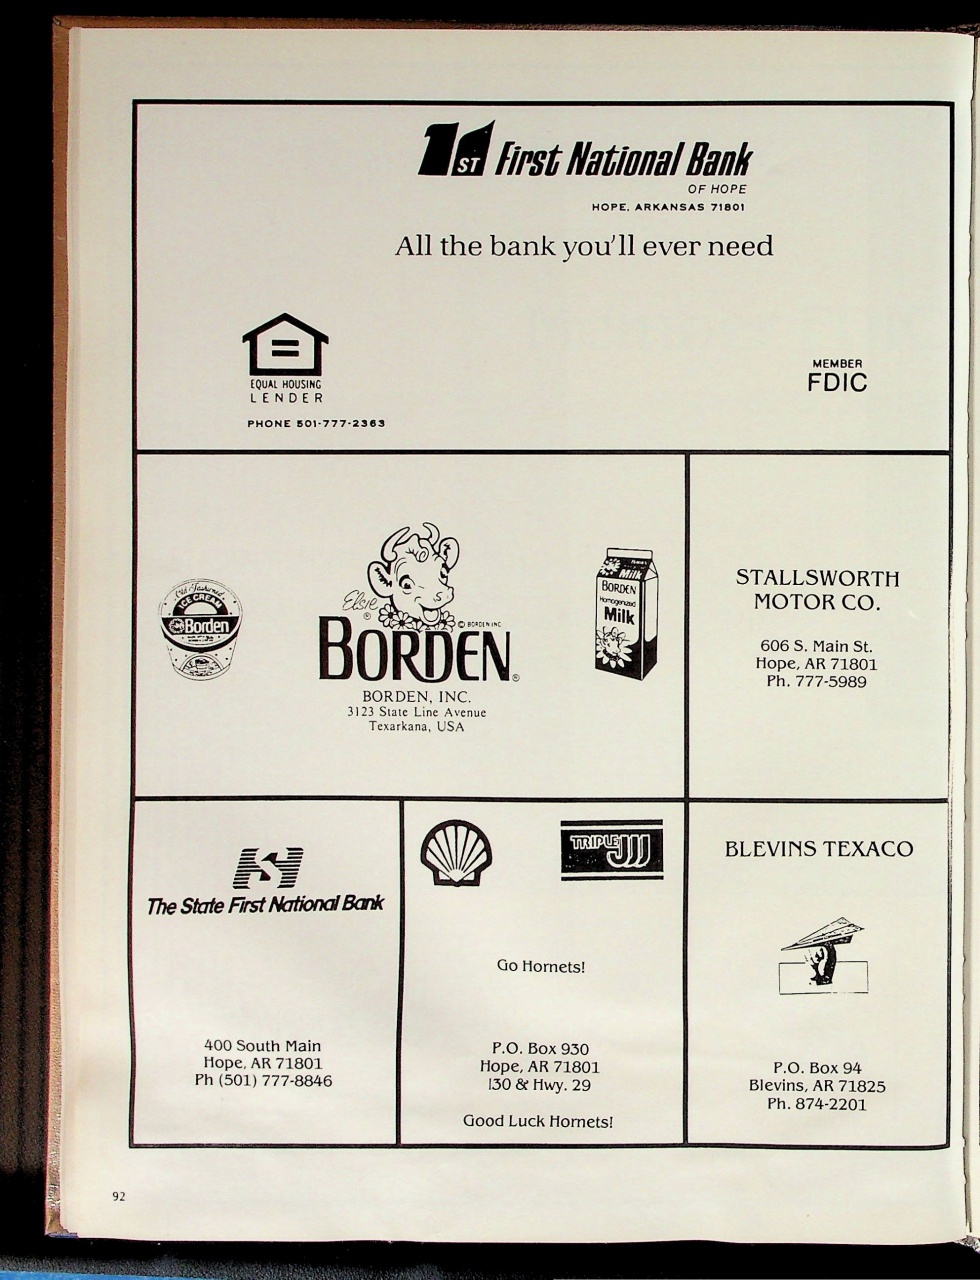 1ST First National Bank
OF HOPE
HOPE, ARKANSAS 71801
All the bank you'll ever need
EQUAL HOUSING
LENDER
PHONE 501-777-2363
MEMBER
FDIC
Old Fashioned
ICE CREAM
Borden
Elsie
®
© BORDEN INC
BORDEN®
BORDEN, INC.
3123 State Line Avenue
Texarkana, USA
Milk
BORDEN
Homogenized
Milk
STALLSWORTH
MOTOR CO.
606 S. Main St.
Hope, AR 71801
Ph. 777-5989
The State First National Bank
400 South Main
Hope, AR 71801
Ph (501) 777-8846
TRIPLE JJJ
Go Hornets!
P.O. Box 930
Hope, AR 71801
I30 & Hwy. 29
Good Luck Hornets!
BLEVINS TEXACO
P.O. Box 94
Blevins, AR 71825
Ph. 874-2201
92